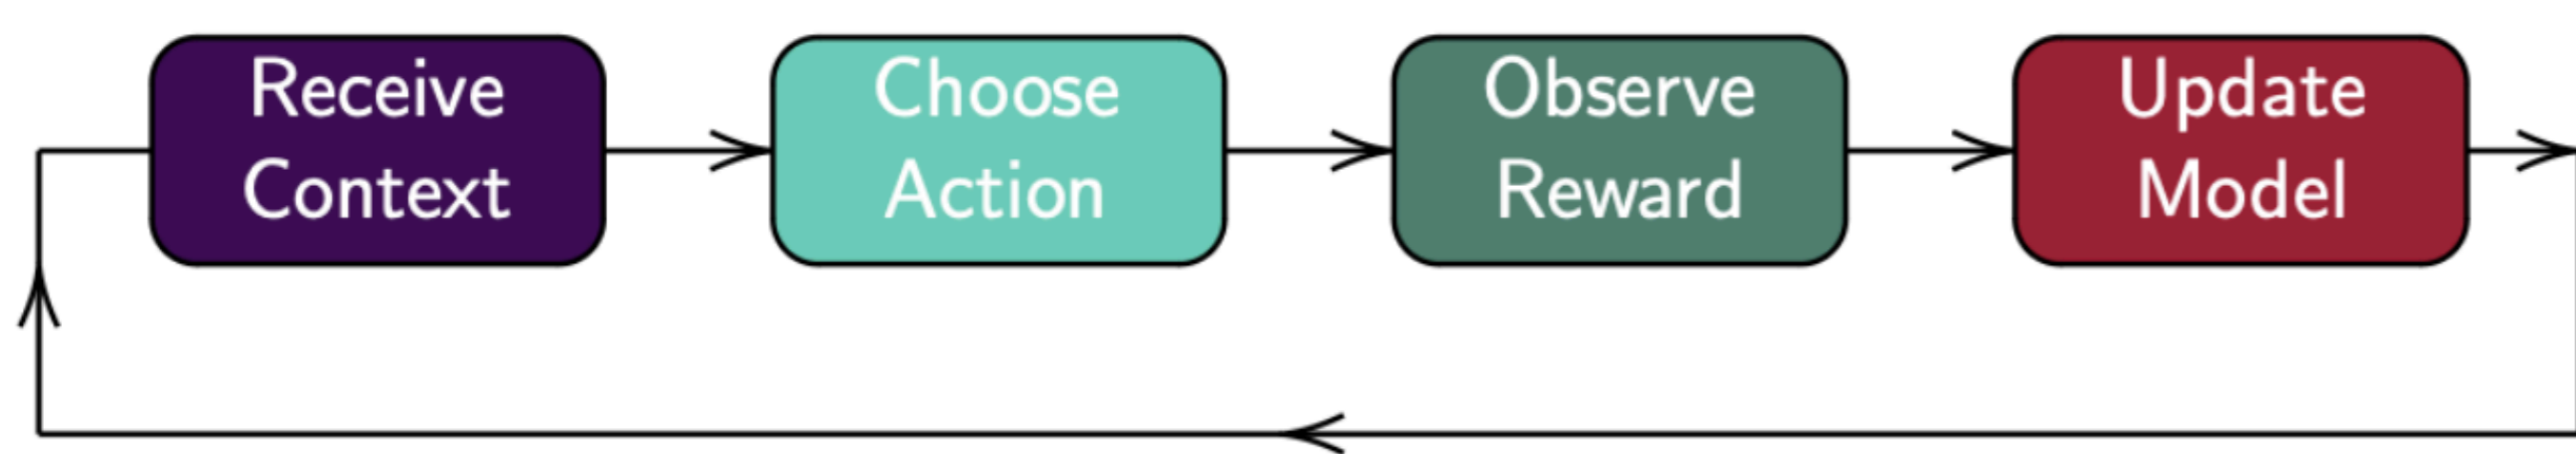 Receive
Context
Choose
Action
Observe
Reward
Update
Model